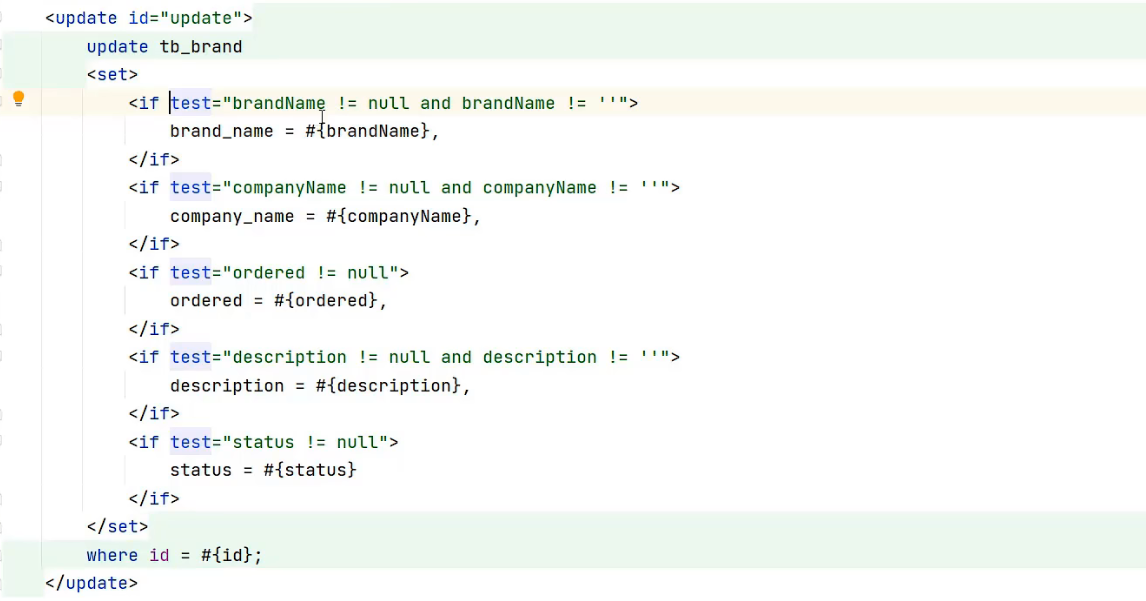 <update id="update">
update tb_brand
<set>
<if test="brandName != null and brandName != ''">
brand_name = #{brandName},
</if>
<if test="companyName != null and companyName != ''">
company_name = #{companyName},
</if>
<if test="ordered != null">
ordered = #{ordered},
</if>
<if test="description != null and description != ''">
description = #{description},
</if>
<if test="status != null">
status = #{status}
</if>
</set>
where id = #{id};
</update>